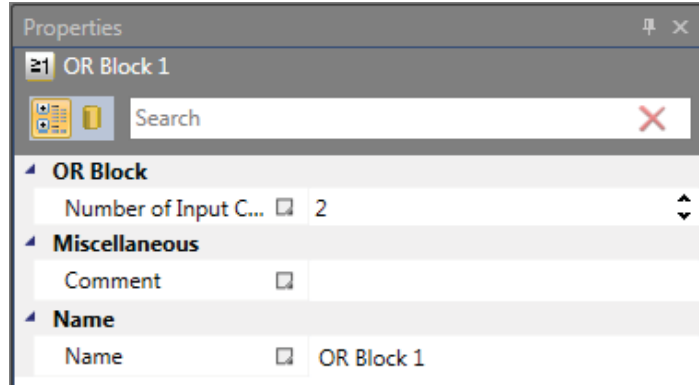 Properties
≥1 OR Block 1
Search
OR Block
Number of Input C... 2
Miscellaneous
Comment
Name
Name OR Block 1